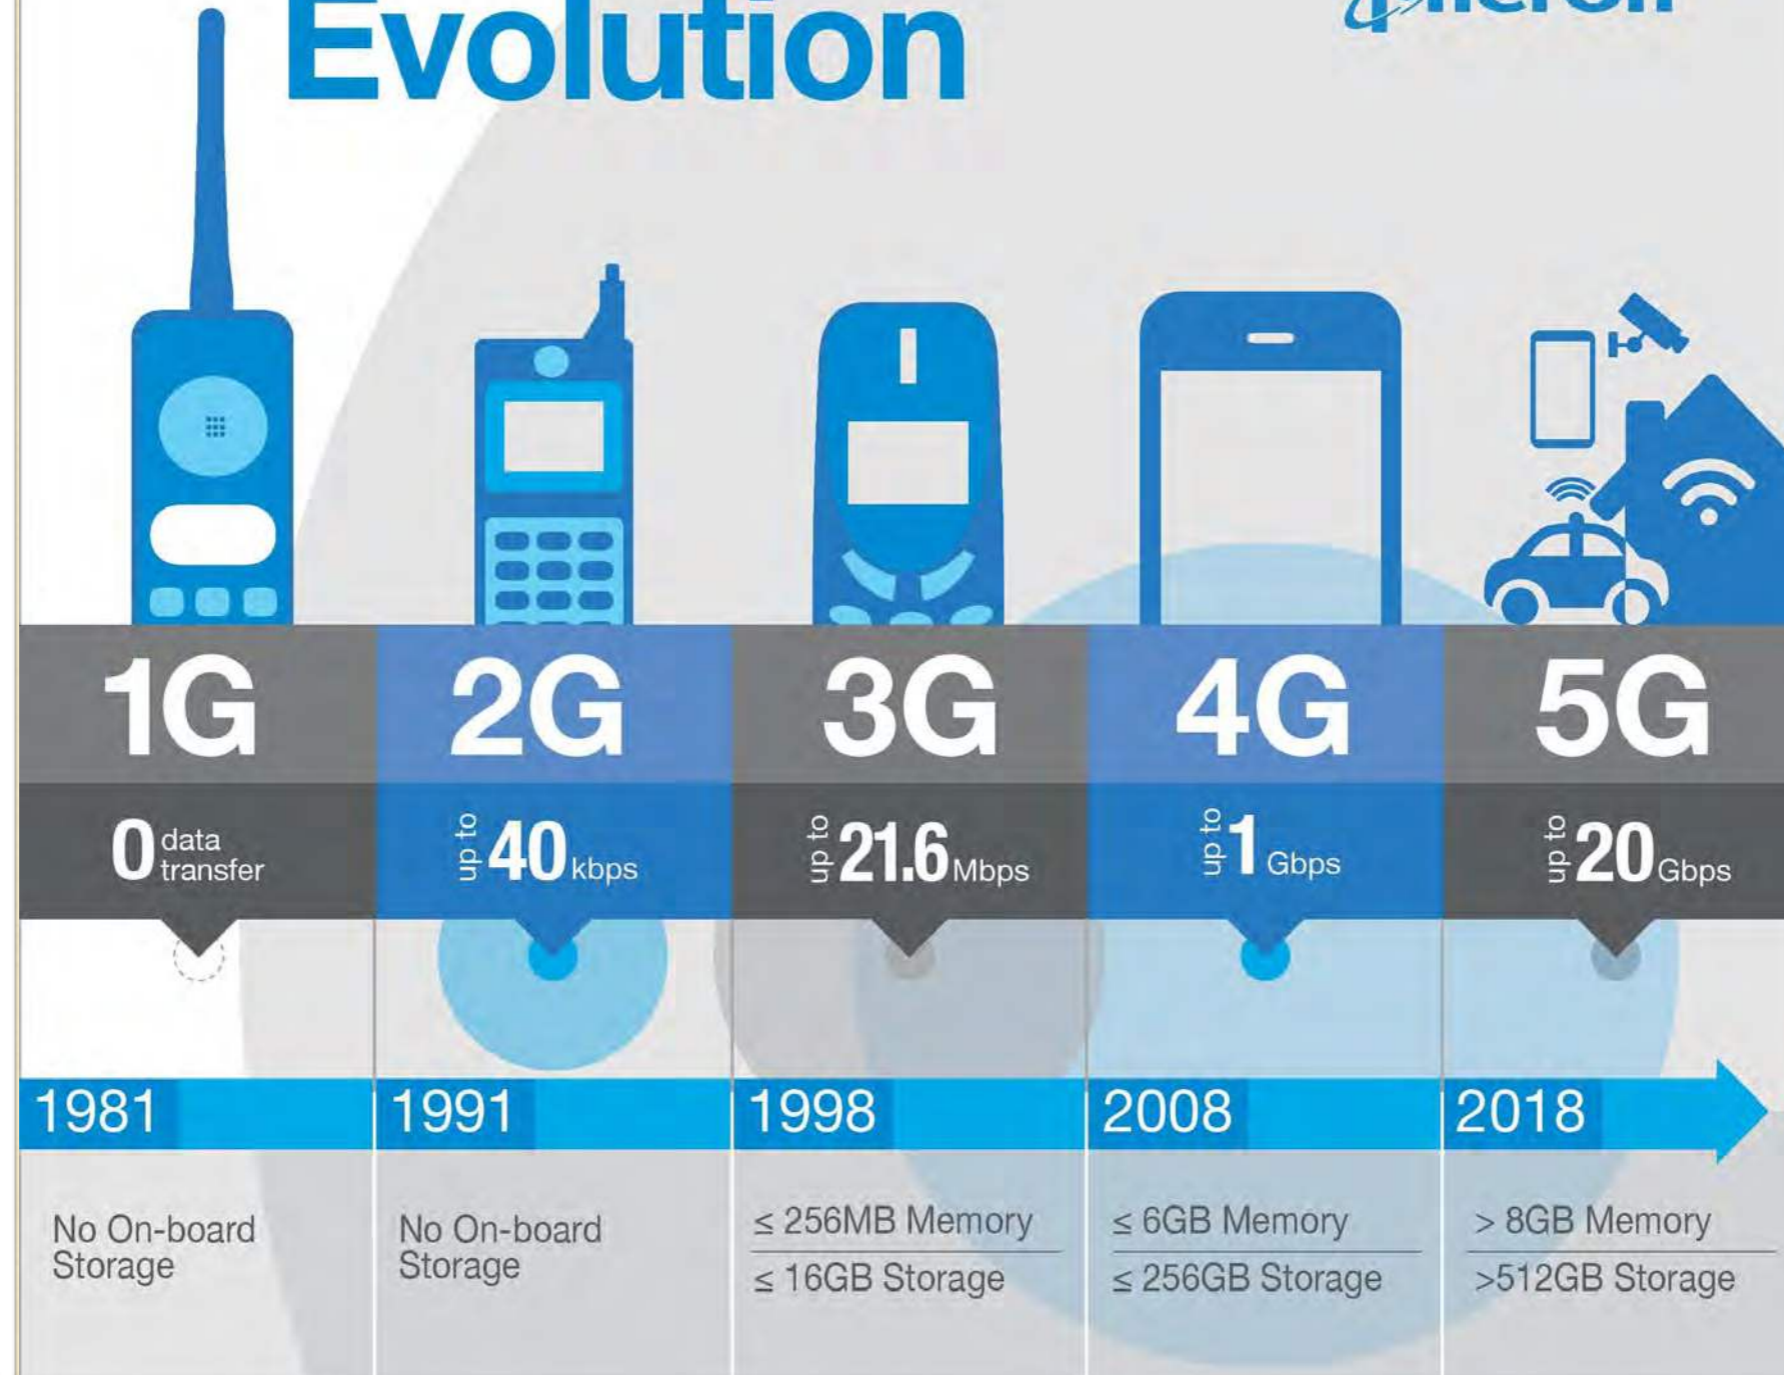 Evolution
1G
2G
3G
4G
5G
0 data transfer
up to 40 kbps
up to 21.6 Mbps
up to 1 Gbps
up to 20 Gbps
1981
1991
1998
2008
2018
No On-board
Storage
No On-board
Storage
≤ 256MB Memory
≤ 16GB Storage
≤ 6GB Memory
≤ 256GB Storage
> 8GB Memory
>512GB Storage